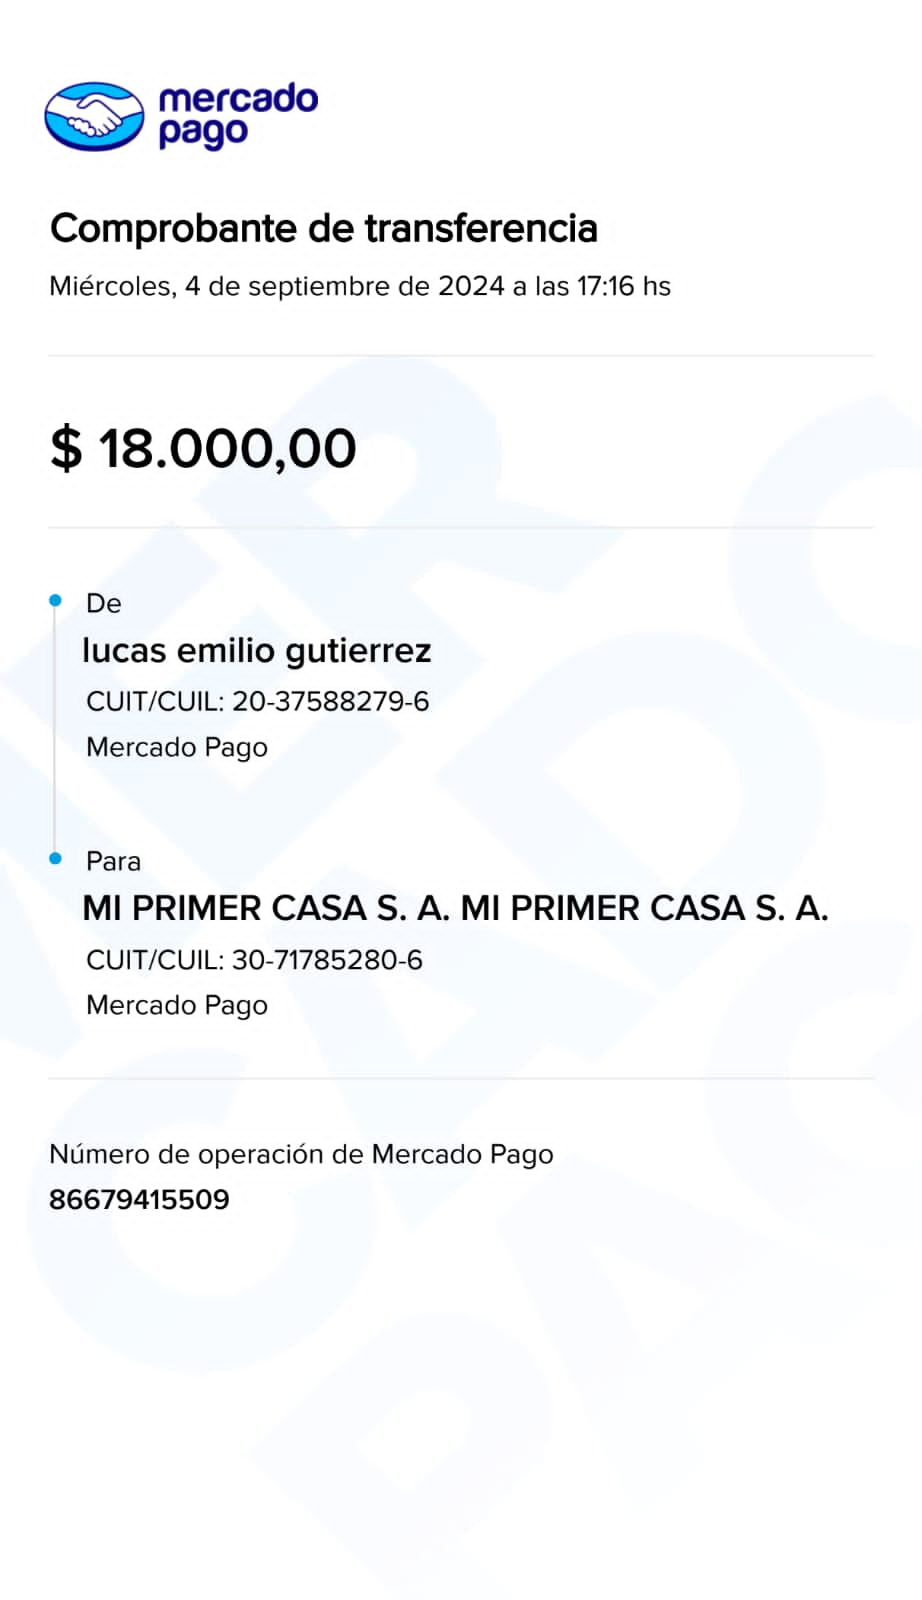 mercado
pago
Comprobante de transferencia
Miércoles, 4 de septiembre de 2024 a las 17:16 hs
$ 18.000,00
De
lucas emilio gutierrez
CUIT/CUIL: 20-37588279-6
Mercado Pago
Para
MI PRIMER CASA S. A. MI PRIMER CASA S. A.
CUIT/CUIL: 30-71785280-6
Mercado Pago
Número de operación de Mercado Pago
86679415509